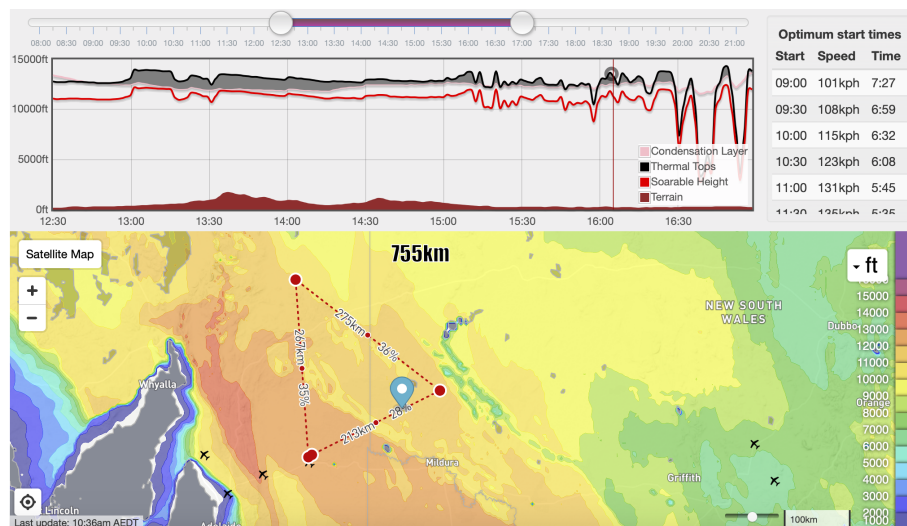 08:00 08:30 09:00 09:30 10:00 10:30 11:00 11:30 12:00 12:30 13:00 13:30 14:00 14:30 15:00 15:30 16:00 16:30 17:00 17:30 18:00 18:30 19:00 19:30 20:00 20:30 21:00
15000ft
10000ft
5000ft
0ft
Condensation Layer
Thermal Tops
Soarable Height
Terrain
12:30 13:00 13:30 14:00 14:30 15:00 15:30 16:00 16:30
Optimum start times
Start Speed Time
09:00 101kph 7:27
09:30 108kph 6:59
10:00 115kph 6:32
10:30 123kph 6:08
11:00 131kph 5:45
11:30 135kph 5:35
Satellite Map
755km
ft
+
−
275km
36%
267km
35%
213km
28%
NEW SOUTH
WALES
Dubbo
Whyalla
Orange
Mildura
Griffith
Lincoln
Adelaide
15000
14000
13000
12000
11000
10000
9000
8000
7000
6000
5000
4000
3000
2000
1000
100km
Last update: 10:36am AEDT